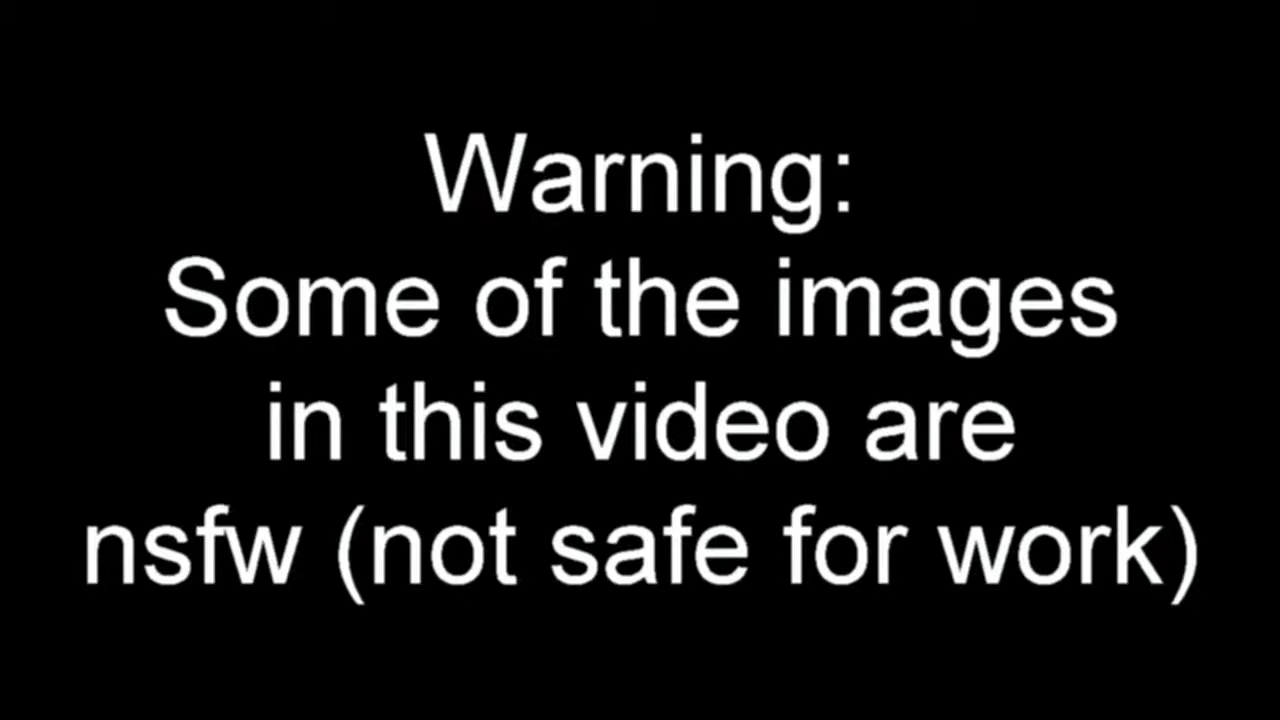 Warning:
Some of the images
in this video are
nsfw (not safe for work)